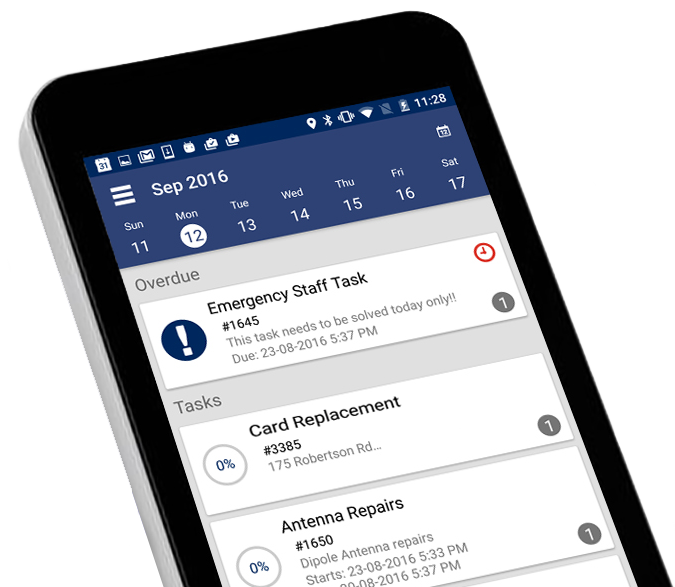 31
11:28
12
Sep 2016
Sun Mon Tue Wed Thu Fri Sat
11 12 13 14 15 16 17
Overdue
Emergency Staff Task
#1645
This task needs to be solved today only!!
Due: 23-08-2016 5:37 PM
1
Tasks
Card Replacement
0%
#3385
175 Robertson Rd...
1
Antenna Repairs
0%
#1650
Dipole Antenna repairs
1
Starts: 23-08-2016 5:33 PM
-08-2016 5:37 PM